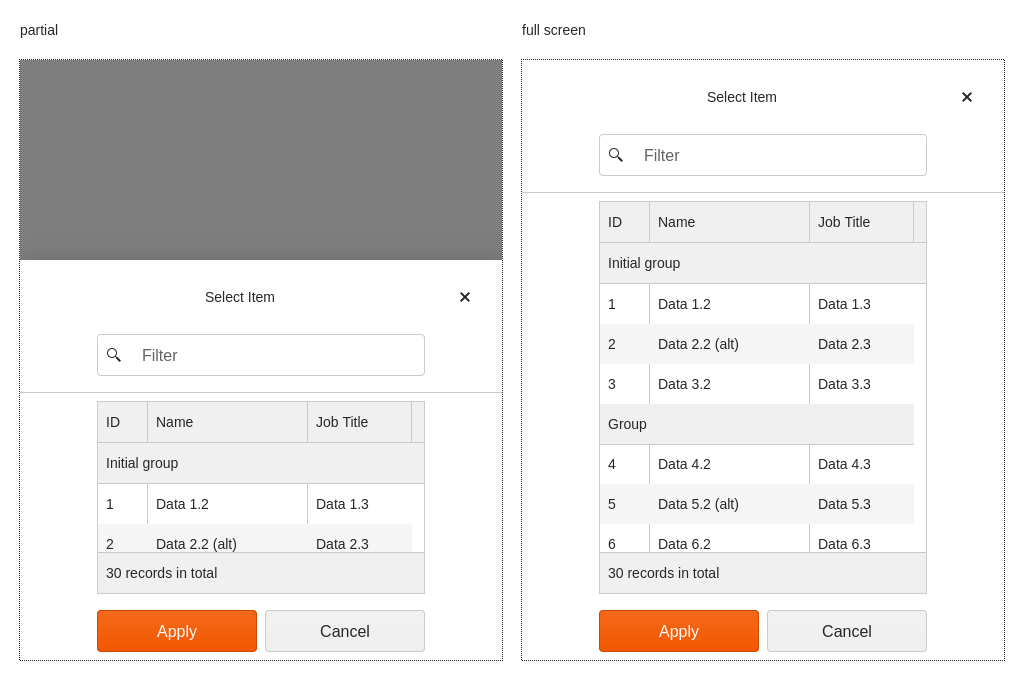 partial
Select Item ✕
Filter
ID Name Job Title
Initial group
1 Data 1.2 Data 1.3
2 Data 2.2 (alt) Data 2.3
30 records in total
Apply Cancel
full screen
Select Item ✕
Filter
ID Name Job Title
Initial group
1 Data 1.2 Data 1.3
2 Data 2.2 (alt) Data 2.3
3 Data 3.2 Data 3.3
Group
4 Data 4.2 Data 4.3
5 Data 5.2 (alt) Data 5.3
6 Data 6.2 Data 6.3
30 records in total
Apply Cancel